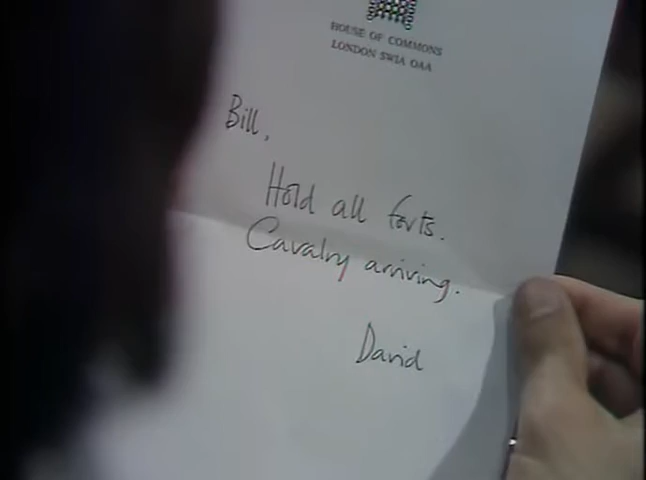 HOUSE OF COMMONS
LONDON SW1A 0AA
Bill,
Hold all forts.
Cavalry arriving.
David